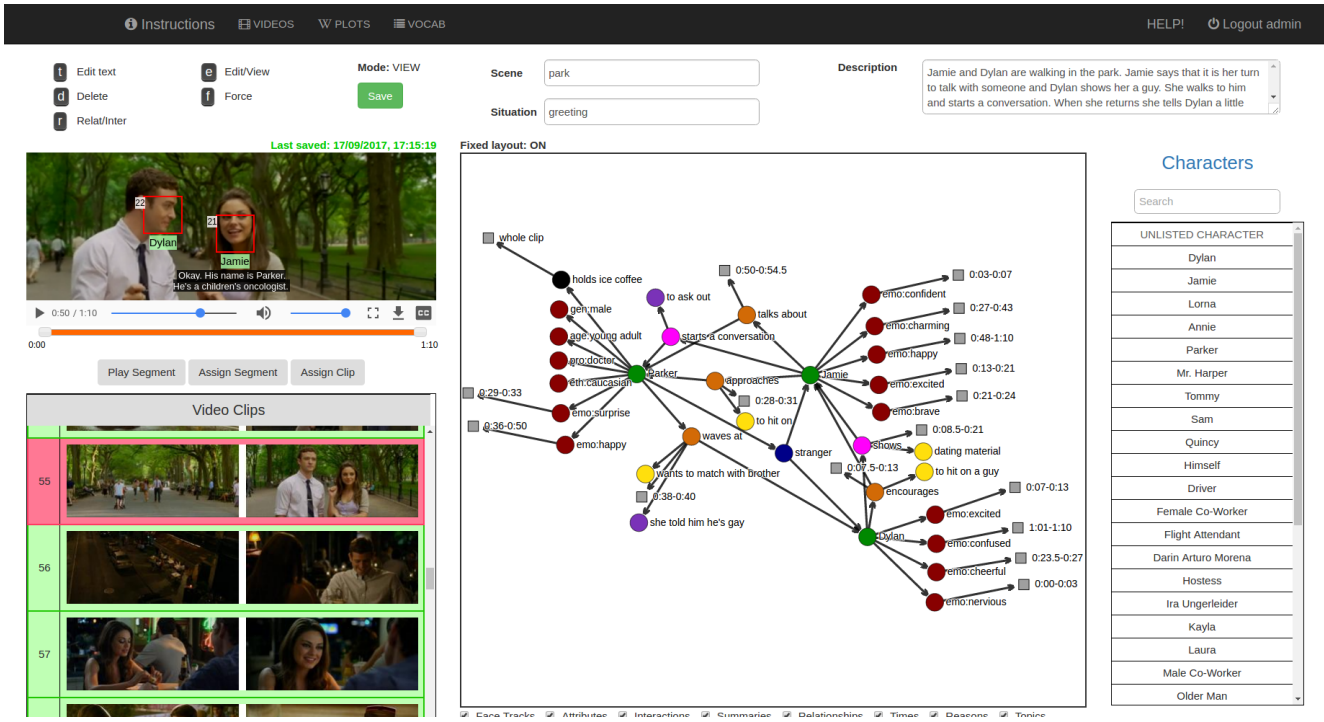 Instructions VIDEOS W PLOTS VOCAB HELP! Logout admin
t Edit text e Edit/View Mode: VIEW
d Delete f Force Save
r Relat/Inter
Scene park
Situation greeting
Description Jamie and Dylan are walking in the park. Jamie says that it is her turn
to talk with someone and Dylan shows her a guy. She walks to him
and starts a conversation. When she returns she tells Dylan a little
Last saved: 17/09/2017, 17:15:19
Fixed layout: ON
22
21
Dylan
Jamie
Okay. His name is Parker.
He's a children's oncologist.
0:50 / 1:10
CC
0:00 1:10
Play Segment Assign Segment Assign Clip
Video Clips
55
56
57
whole clip
holds ice coffee
gen:male
age:young adult
pro:doctor
eth:caucasian
0:29-0:33
emo:surprise
0:36-0:50
emo:happy
Parker
to ask out
starts a conversation
0:50-0:54.5
talks about
approaches
0:28-0:31
to hit on
waves at
wants to match with brother
0:38-0:40
she told him he's gay
stranger
Jamie
emo:confident
0:03-0:07
emo:charming
0:27-0:43
emo:happy
0:48-1:10
emo:excited
0:13-0:21
emo:brave
0:21-0:24
shows
0:08.5-0:21
dating material
0:07.5-0:13
to hit on a guy
encourages
Dylan
emo:excited
0:07-0:13
emo:confused
1:01-1:10
emo:cheerful
0:23.5-0:27
emo:nervious
0:00-0:03
Face Tracks Attributes Interactions Summaries Relationships Times Reasons Topics
Characters
Search
UNLISTED CHARACTER
Dylan
Jamie
Lorna
Annie
Parker
Mr. Harper
Tommy
Sam
Quincy
Himself
Driver
Female Co-Worker
Flight Attendant
Darin Arturo Morena
Hostess
Ira Ungerleider
Kayla
Laura
Male Co-Worker
Older Man